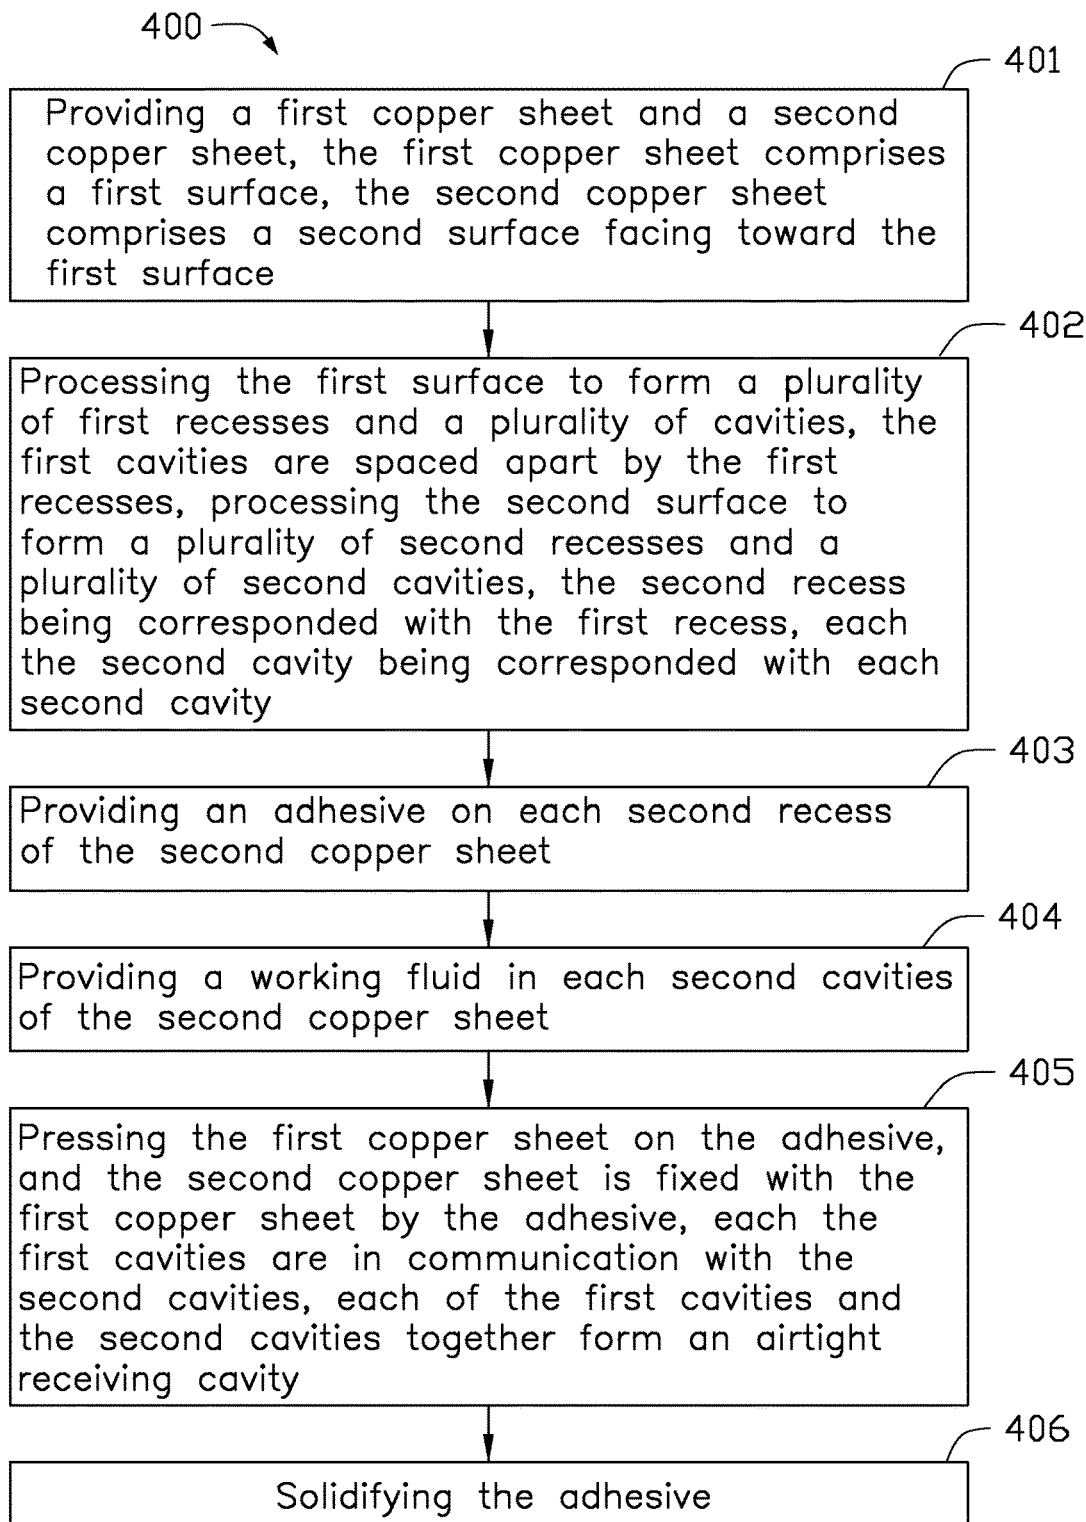 400
401
Providing a first copper sheet and a second
copper sheet, the first copper sheet comprises
a first surface, the second copper sheet
comprises a second surface facing toward the
first surface
402
Processing the first surface to form a plurality
of first recesses and a plurality of cavities, the
first cavities are spaced apart by the first
recesses, processing the second surface to
form a plurality of second recesses and a
plurality of second cavities, the second recess
being corresponded with the first recess, each
the second cavity being corresponded with each
second cavity
403
Providing an adhesive on each second recess
of the second copper sheet
404
Providing a working fluid in each second cavities
of the second copper sheet
405
Pressing the first copper sheet on the adhesive,
and the second copper sheet is fixed with the
first copper sheet by the adhesive, each the
first cavities are in communication with the
second cavities, each of the first cavities and
the second cavities together form an airtight
receiving cavity
406
Solidifying the adhesive